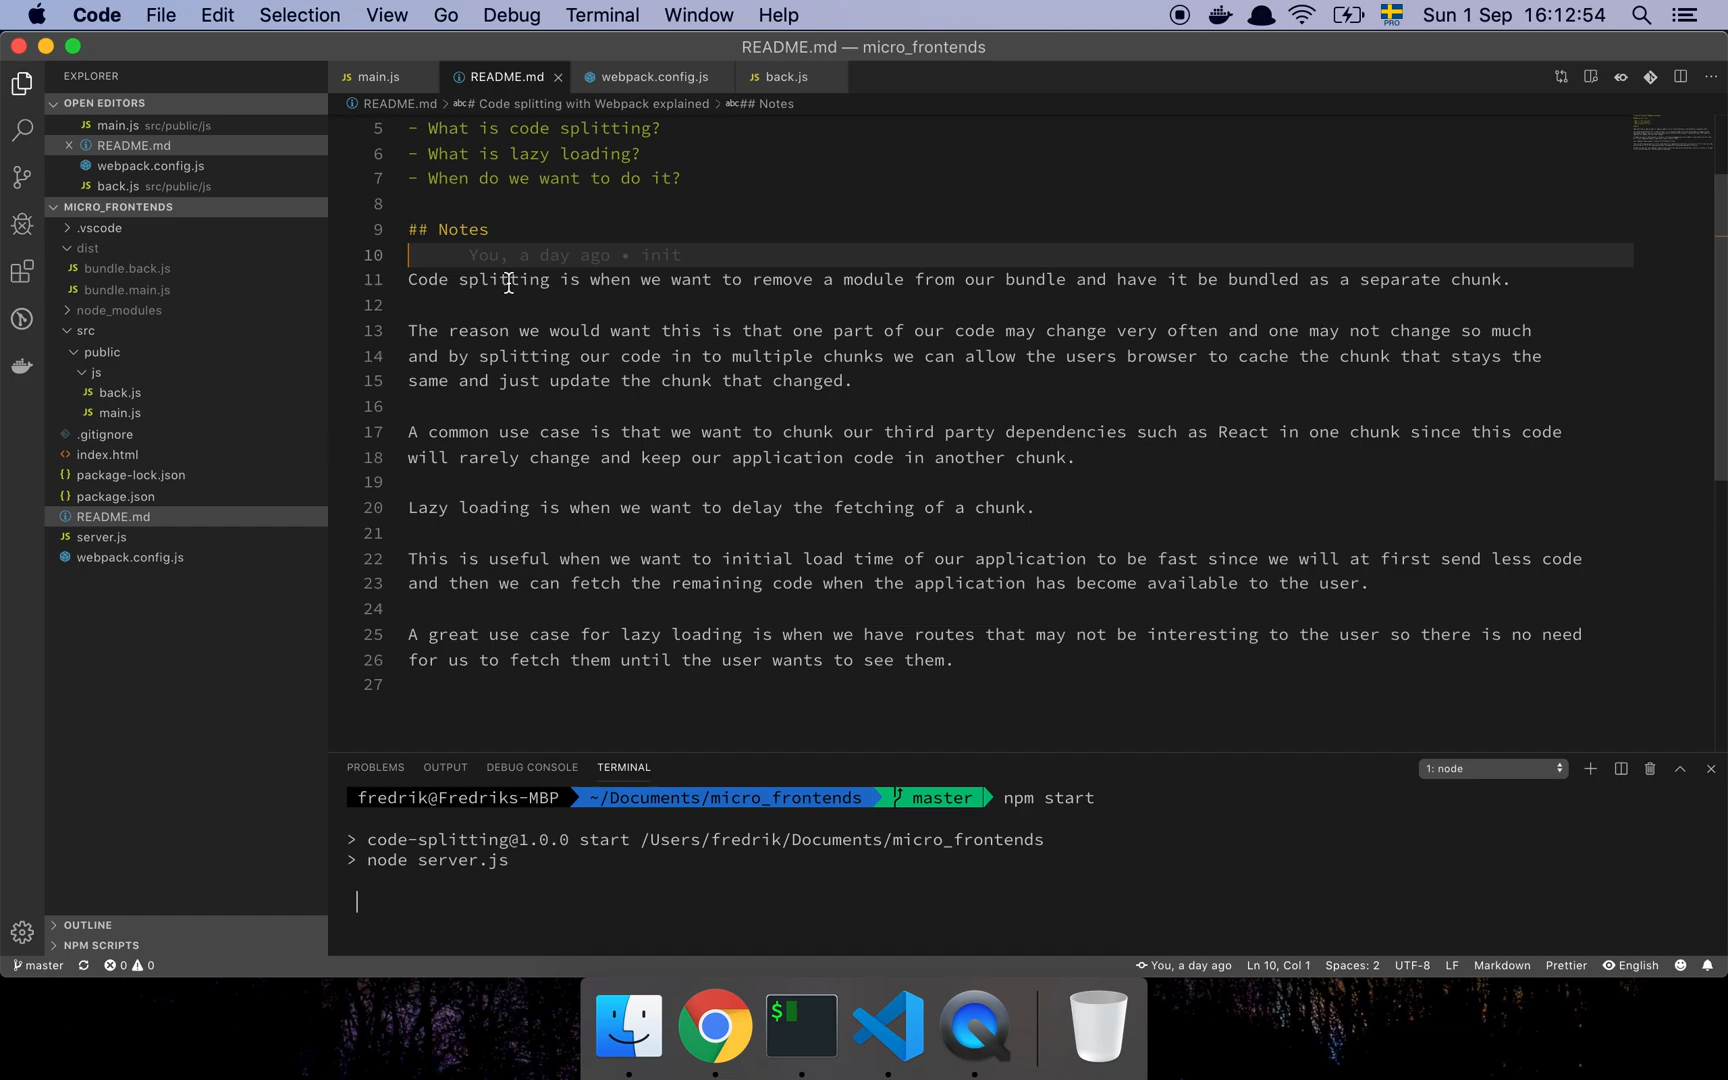 Code File Edit Selection View Go Debug Terminal Window Help PRO Sun 1 Sep 16:12:54
README.md — micro_frontends
EXPLORER
JS main.js
README.md
webpack.config.js
JS back.js
OPEN EDITORS
README.md > abc # Code splitting with Webpack explained > abc ## Notes
JS main.js src/public/js
X README.md
webpack.config.js
JS back.js src/public/js
MICRO_FRONTENDS
.vscode
dist
bundle.back.js
bundle.main.js
node_modules
src
public
js
JS back.js
JS main.js
.gitignore
<> index.html
{} package-lock.json
{} package.json
README.md
JS server.js
webpack.config.js
OUTLINE
NPM SCRIPTS
5 - What is code splitting?
6 - What is lazy loading?
7 - When do we want to do it?
8
9 ## Notes
10 You, a day ago • init
11 Code splitting is when we want to remove a module from our bundle and have it be bundled as a separate chunk.
12
13 The reason we would want this is that one part of our code may change very often and one may not change so much
14 and by splitting our code in to multiple chunks we can allow the users browser to cache the chunk that stays the
15 same and just update the chunk that changed.
16
17 A common use case is that we want to chunk our third party dependencies such as React in one chunk since this code
18 will rarely change and keep our application code in another chunk.
19
20 Lazy loading is when we want to delay the fetching of a chunk.
21
22 This is useful when we want to initial load time of our application to be fast since we will at first send less code
23 and then we can fetch the remaining code when the application has become available to the user.
24
25 A great use case for lazy loading is when we have routes that may not be interesting to the user so there is no need
26 for us to fetch them until the user wants to see them.
27
PROBLEMS OUTPUT DEBUG CONSOLE TERMINAL 1: node
fredrik@Fredriks-MBP ~/Documents/micro_frontends master npm start
> code-splitting@1.0.0 start /Users/fredrik/Documents/micro_frontends
> node server.js
master 0 0 You, a day ago Ln 10, Col 1 Spaces: 2 UTF-8 LF Markdown Prettier English
$